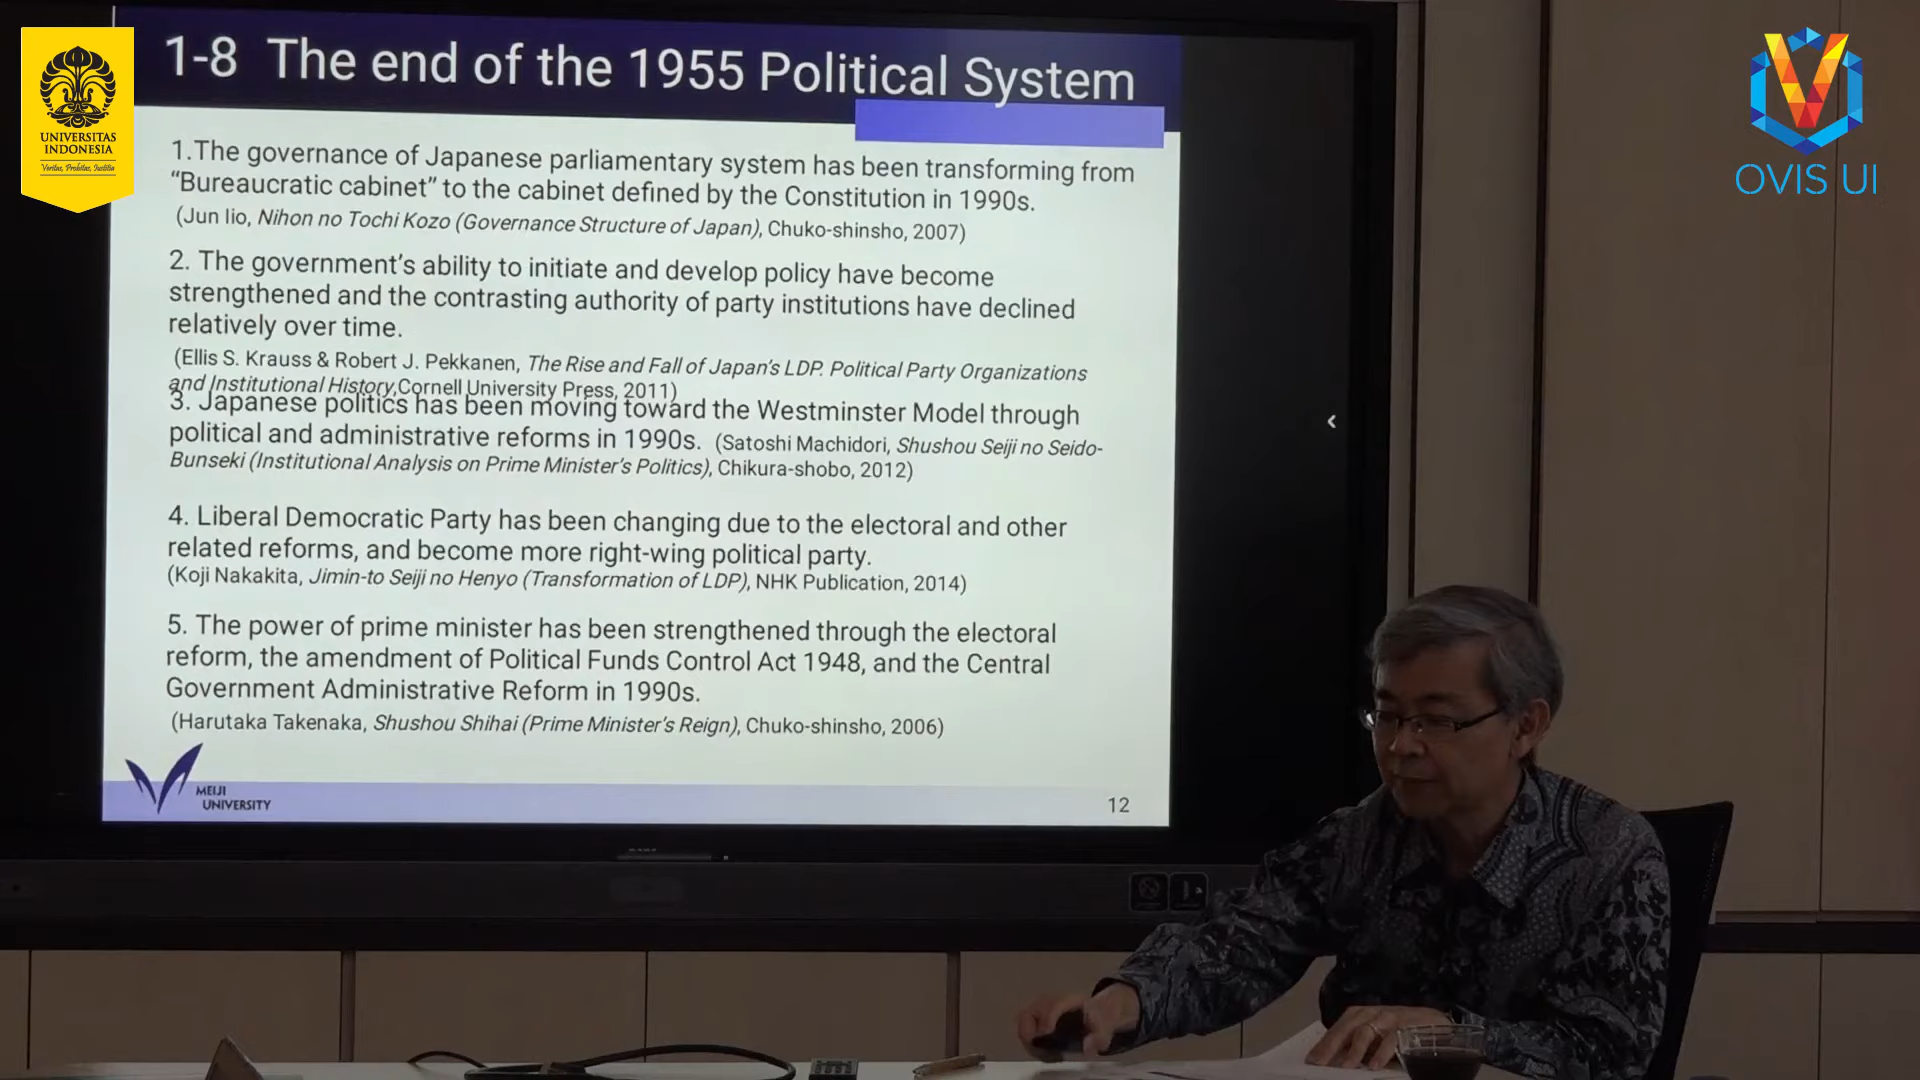 1-8 The end of the 1955 Political System
1.The governance of Japanese parliamentary system has been transforming from
“Bureaucratic cabinet” to the cabinet defined by the Constitution in 1990s.
(Jun Iio, Nihon no Tochi Kozo (Governance Structure of Japan), Chuko-shinsho, 2007)
2. The government’s ability to initiate and develop policy have become
strengthened and the contrasting authority of party institutions have declined
relatively over time.
(Ellis S. Krauss & Robert J. Pekkanen, The Rise and Fall of Japan’s LDP. Political Party Organizations
and Institutional History,Cornell University Press, 2011)
3. Japanese politics has been moving toward the Westminster Model through
political and administrative reforms in 1990s. (Satoshi Machidori, Shushou Seiji no Seido-
Bunseki (Institutional Analysis on Prime Minister’s Politics), Chikura-shobo, 2012)
4. Liberal Democratic Party has been changing due to the electoral and other
related reforms, and become more right-wing political party.
(Koji Nakakita, Jimin-to Seiji no Henyo (Transformation of LDP), NHK Publication, 2014)
5. The power of prime minister has been strengthened through the electoral
reform, the amendment of Political Funds Control Act 1948, and the Central
Government Administrative Reform in 1990s.
(Harutaka Takenaka, Shushou Shihai (Prime Minister’s Reign), Chuko-shinsho, 2006)
MEIJI
UNIVERSITY
12
UNIVERSITAS
INDONESIA
Veritas, Probitas, Justitia
OVIS UI